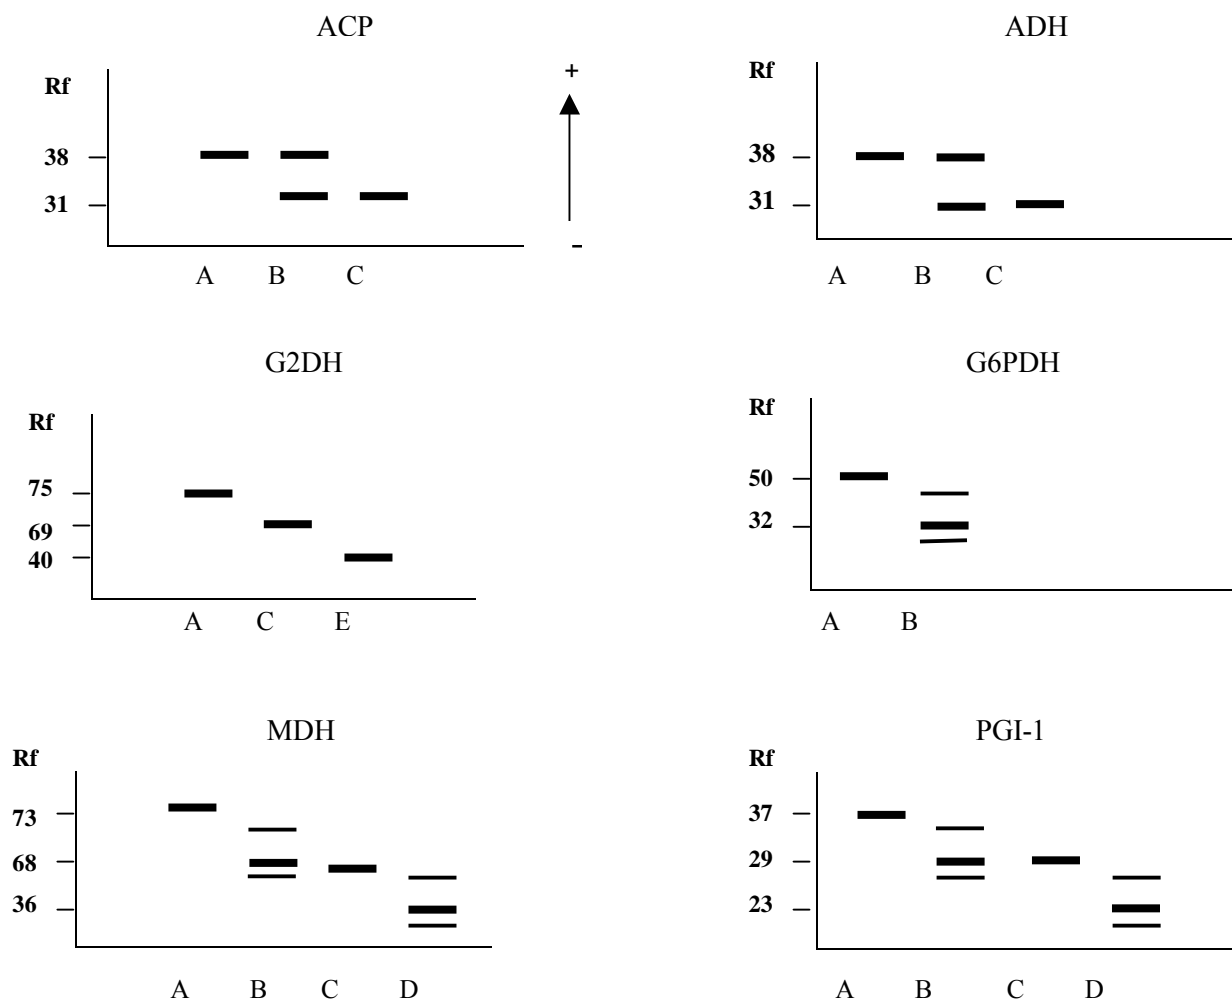 ACP
Rf
38
31
A B C
+
-
ADH
Rf
38
31
A B C
G2DH
Rf
75
69
40
A C E
G6PDH
Rf
50
32
A B
MDH
Rf
73
68
36
A B C D
PGI-1
Rf
37
29
23
A B C D